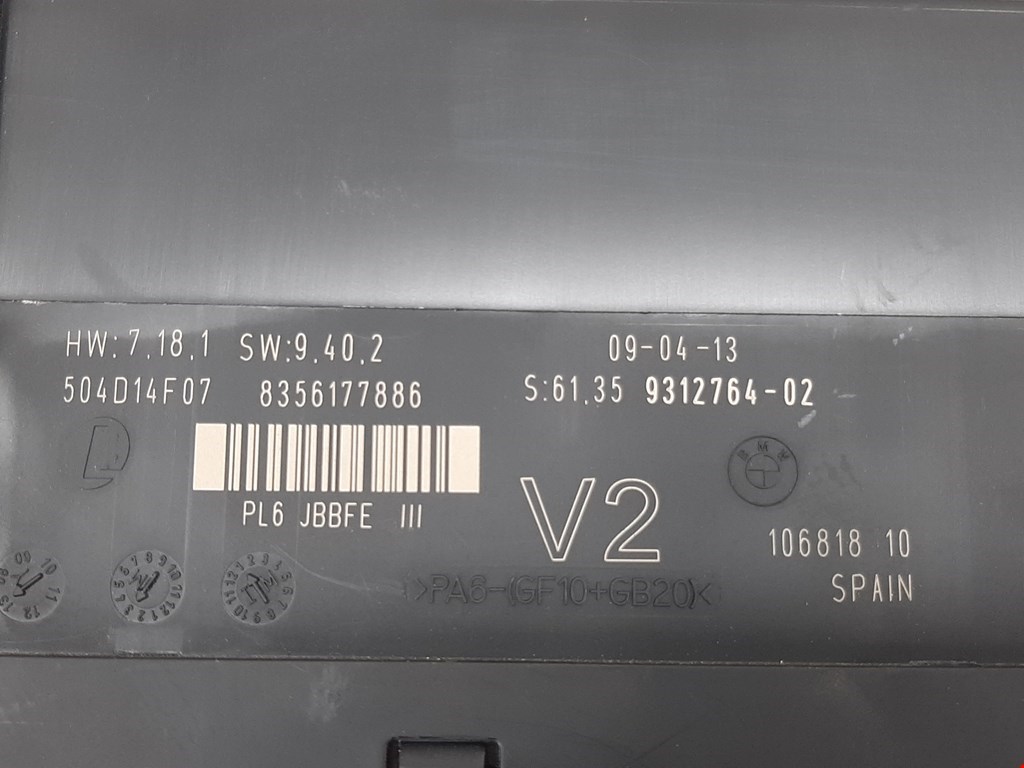 HW:7.18.1 SW:9.40.2 09-04-13
504D14F07 8356177886 S:61.35 9312764-02
PL6 JBBFE III
V2
BMW
106818 10
SPAIN
>PA6-(GF10+GB20)<